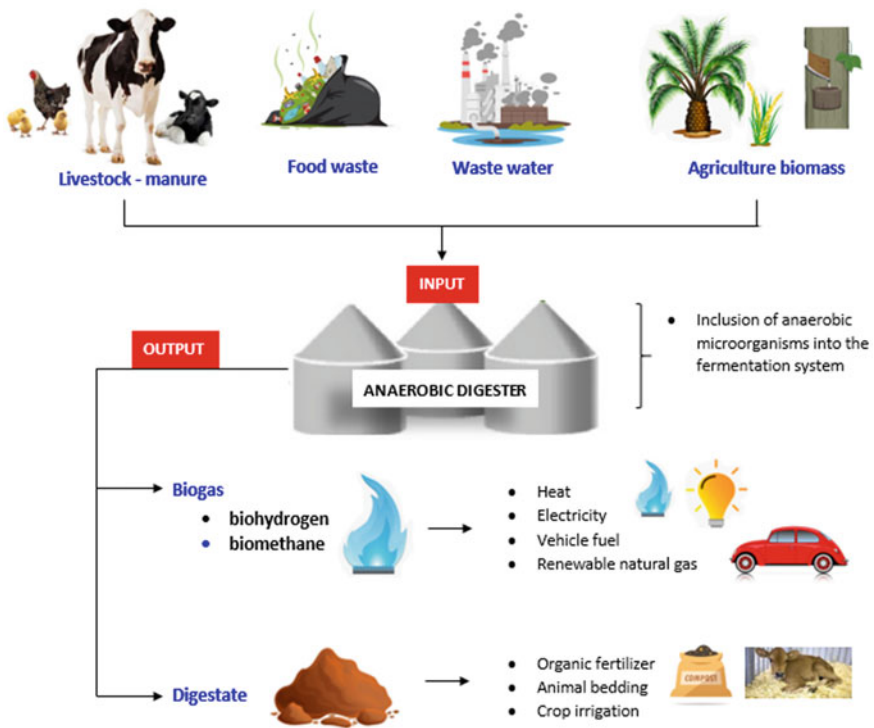 Livestock - manure
Food waste
Waste water
Agriculture biomass
INPUT
OUTPUT
ANAEROBIC DIGESTER
• Inclusion of anaerobic
microorganisms into the
fermentation system
Biogas
• biohydrogen
• biomethane
• Heat
• Electricity
• Vehicle fuel
• Renewable natural gas
Digestate
• Organic fertilizer
• Animal bedding
• Crop irrigation
COMPOST